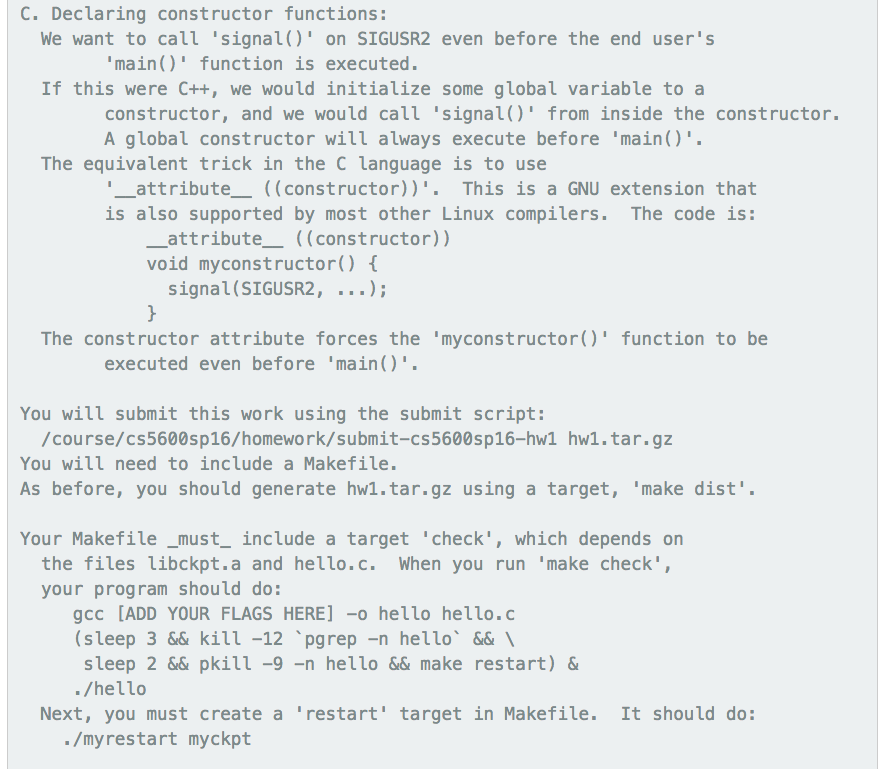 C. Declaring constructor functions:
We want to call 'signal()' on SIGUSR2 even before the end user's
'main()' function is executed.
If this were C++, we would initialize some global variable to a
constructor, and we would call 'signal()' from inside the constructor.
A global constructor will always execute before 'main()'.
The equivalent trick in the C language is to use
'__attribute__ ((constructor))'.  This is a GNU extension that
is also supported by most other Linux compilers.  The code is:
__attribute__ ((constructor))
void myconstructor() {
signal(SIGUSR2, ...);
}
The constructor attribute forces the 'myconstructor()' function to be
executed even before 'main()'.
You will submit this work using the submit script:
/course/cs5600sp16/homework/submit-cs5600sp16-hw1 hw1.tar.gz
You will need to include a Makefile.
As before, you should generate hw1.tar.gz using a target, 'make dist'.
Your Makefile _must_ include a target 'check', which depends on
the files libckpt.a and hello.c.  When you run 'make check',
your program should do:
gcc [ADD YOUR FLAGS HERE] -o hello hello.c
(sleep 3 && kill -12 `pgrep -n hello` && \
sleep 2 && pkill -9 -n hello && make restart) &
./hello
Next, you must create a 'restart' target in Makefile.  It should do:
./myrestart myckpt